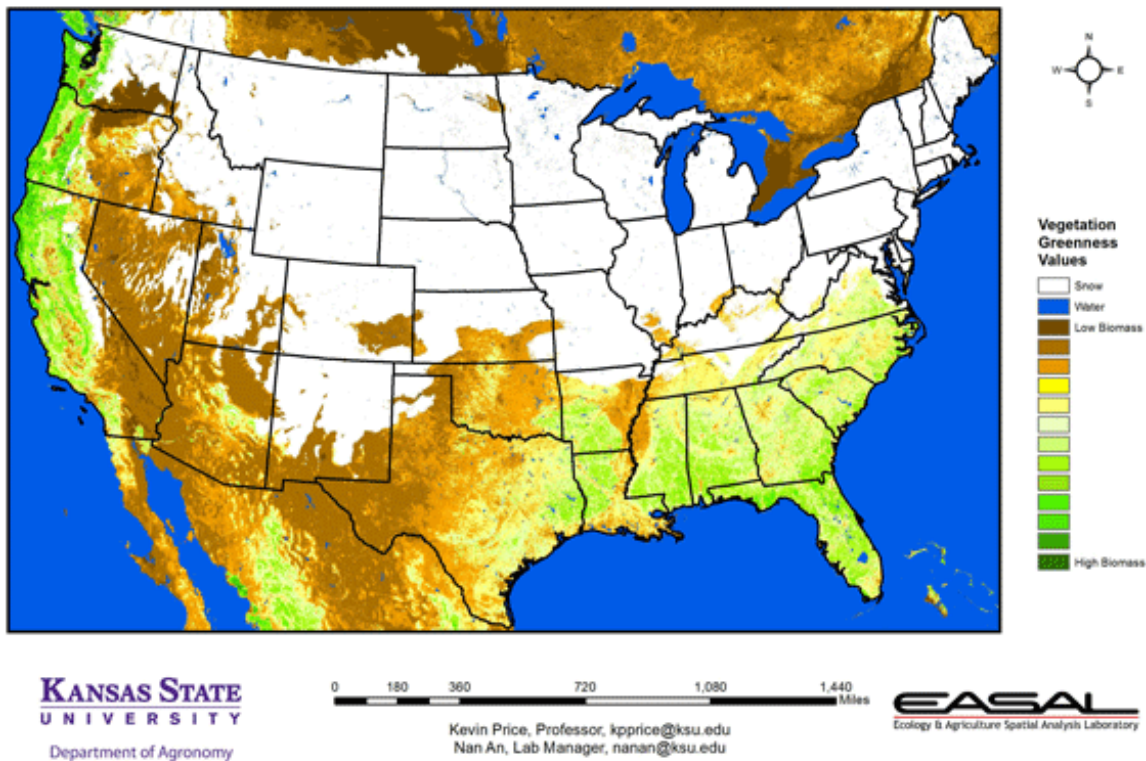 N
W E
S
Vegetation
Greenness
Values
Snow
Water
Low Biomass
High Biomass
KANSAS STATE
UNIVERSITY
Department of Agronomy
0 180 360 720 1,080 1,440
Miles
Kevin Price, Professor, kpprice@ksu.edu
Nan An, Lab Manager, nanan@ksu.edu
EASAL
Ecology & Agriculture Spatial Analysis Laboratory